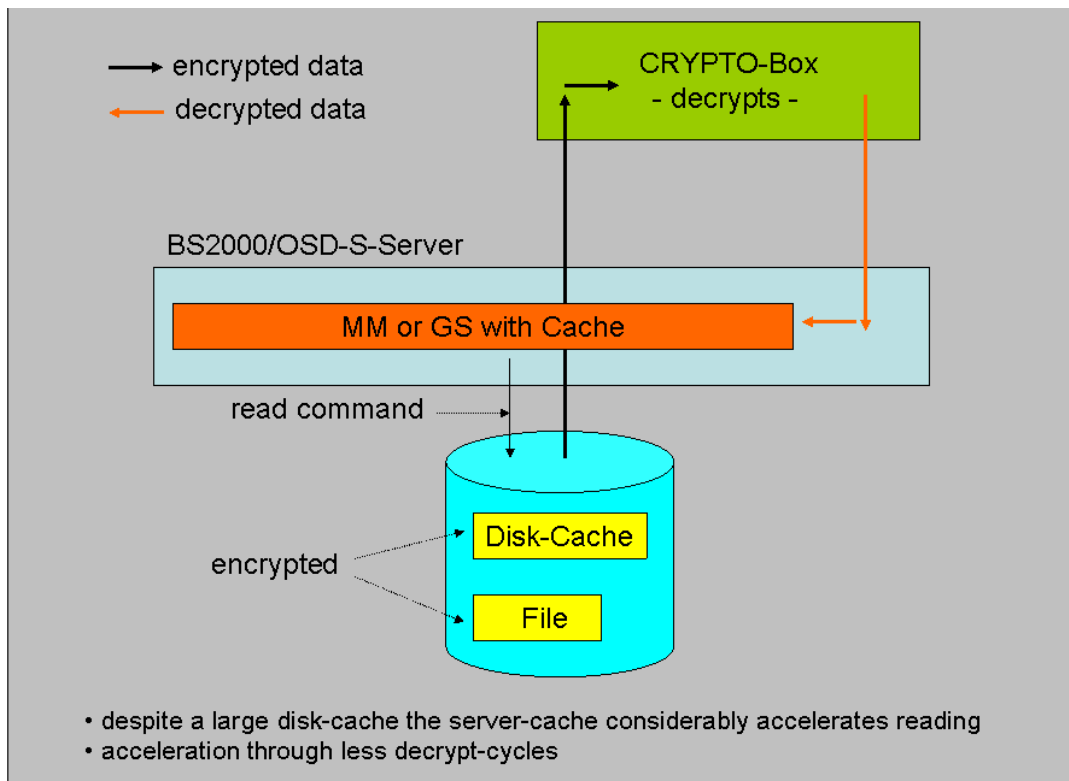 encrypted data
decrypted data
CRYPTO-Box
- decrypts -
BS2000/OSD-S-Server
MM or GS with Cache
read command
Disk-Cache
encrypted
File
• despite a large disk-cache the server-cache considerably accelerates reading
• acceleration through less decrypt-cycles